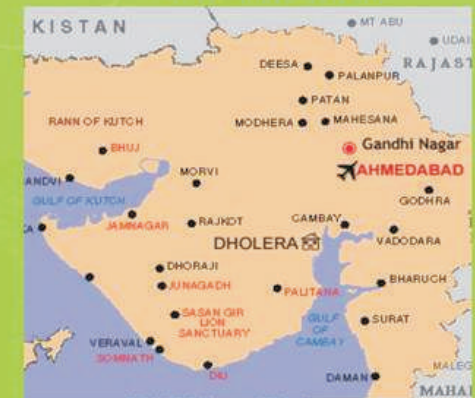 KISTAN
MT ABU
UDAI
RAJAST
DEESA
PALANPUR
PATAN
RANN OF KUTCH
MODHERA
MAHESANA
BHUJ
Gandhi Nagar
AHMEDABAD
ANDVI
MORVI
GODHRA
GULF OF KUTCH
JAMNAGAR
RAJKOT
CAMBAY
KA
DHOLERA
VADODARA
DHORAJI
JUNAGADH
PALITANA
BHARUCH
SASAN GIR
LION
SANCTUARY
GULF
OF
CAMBAY
SURAT
VERAVAL
SOMNATH
DIU
DAMAN
MALEG
MAHAI